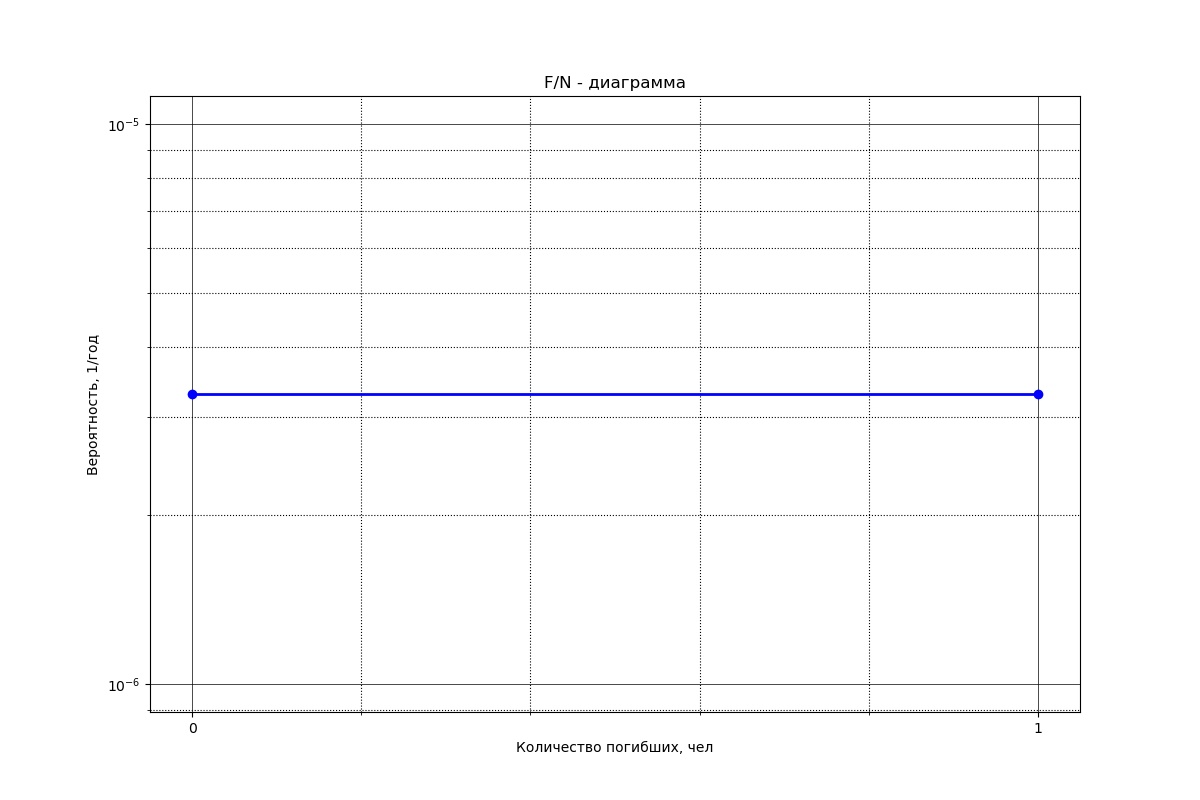 F/N - диаграмма
10⁻⁵
Вероятность, 1/год
10⁻⁶
0 1
Количество погибших, чел